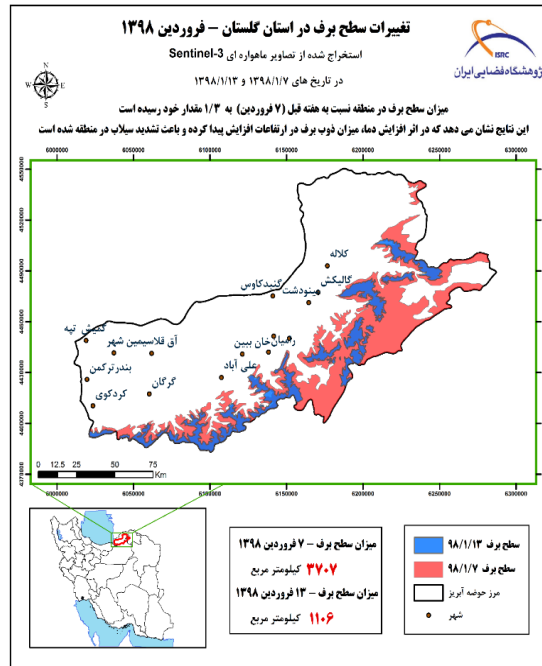 تغییرات سطح برف در استان گلستان – فروردین ۱۳۹۸
استخراج شده از تصاویر ماهواره ای Sentinel-3
در تاریخ های ۱۳۹۸/۱/۷ و ۱۳۹۸/۱/۱۳
ISRC
پژوهشگاه فضایی ایران
میزان سطح برف در منطقه نسبت به هفته قبل (۷ فروردین) به ۱/۳ مقدار خود رسیده است
این نتایج نشان می دهد که در اثر افزایش دما، میزان ذوب برف در ارتفاعات افزایش پیدا کرده و باعث تشدید سیلاب در منطقه شده است
6000000 6050000 6100000 6150000 6200000 6250000
کلاله
گالیکش
گنبدکاوس
مینودشت
گمیش تپه
آق قلا
سیمین شهر
خان ببین
رامیان
علی آباد
بندرترکمن
گرگان
کردکوی
0 12.5 25 50 75
Km
6000000 6050000 6100000 6150000 6200000 6250000
میزان سطح برف – ۷ فروردین ۱۳۹۸
۳۷۰۷ کیلومتر مربع
میزان سطح برف – ۱۳ فروردین ۱۳۹۸
۱۱۰۶ کیلومتر مربع
سطح برف ۹۸/۱/۱۳
سطح برف ۹۸/۱/۷
مرز حوضه آبریز
شهر